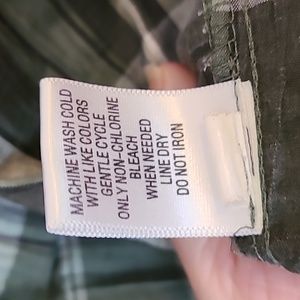 MACHINE WASH COLD
WITH LIKE COLORS
GENTLE CYCLE
ONLY NON-CHLORINE
BLEACH
WHEN NEEDED
LINE DRY
DO NOT IRON